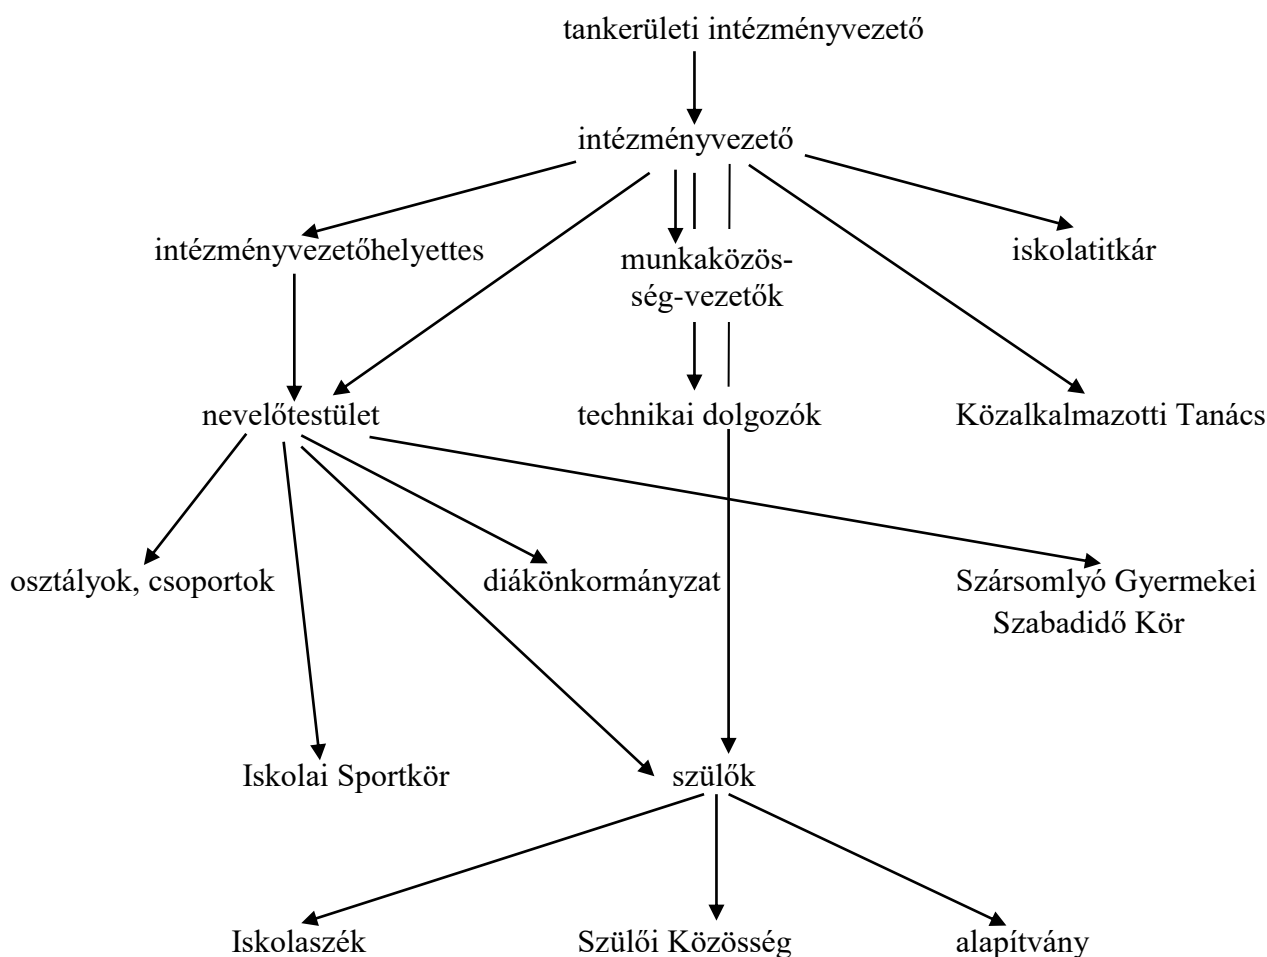 tankerületi intézményvezető
intézményvezető
intézményvezetőhelyettes
munkaközös-
ség-vezetők
iskolatitkár
nevelőtestület
technikai dolgozók
Közalkalmazotti Tanács
osztályok, csoportok
diákönkormányzat
Szársomlyó Gyermekei
Szabadidő Kör
Iskolai Sportkör
szülők
Iskolaszék
Szülői Közösség
alapítvány